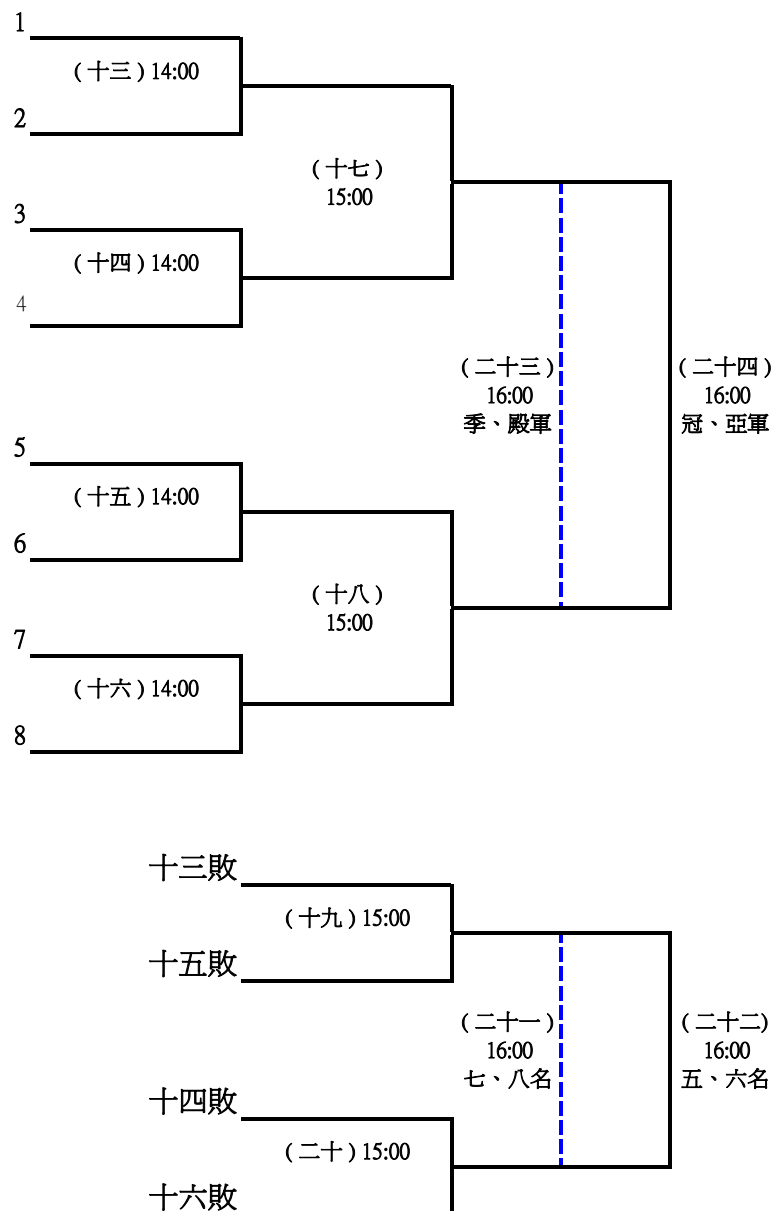 1
（十三）14:00
2
（十七）
15:00
3
（十四）14:00
4
（二十三）
16:00
季、殿軍
（二十四）
16:00
冠、亞軍
5
（十五）14:00
6
（十八）
15:00
7
（十六）14:00
8
十三敗
（十九）15:00
十五敗
（二十一）
16:00
七、八名
（二十二）
16:00
五、六名
十四敗
（二十）15:00
十六敗